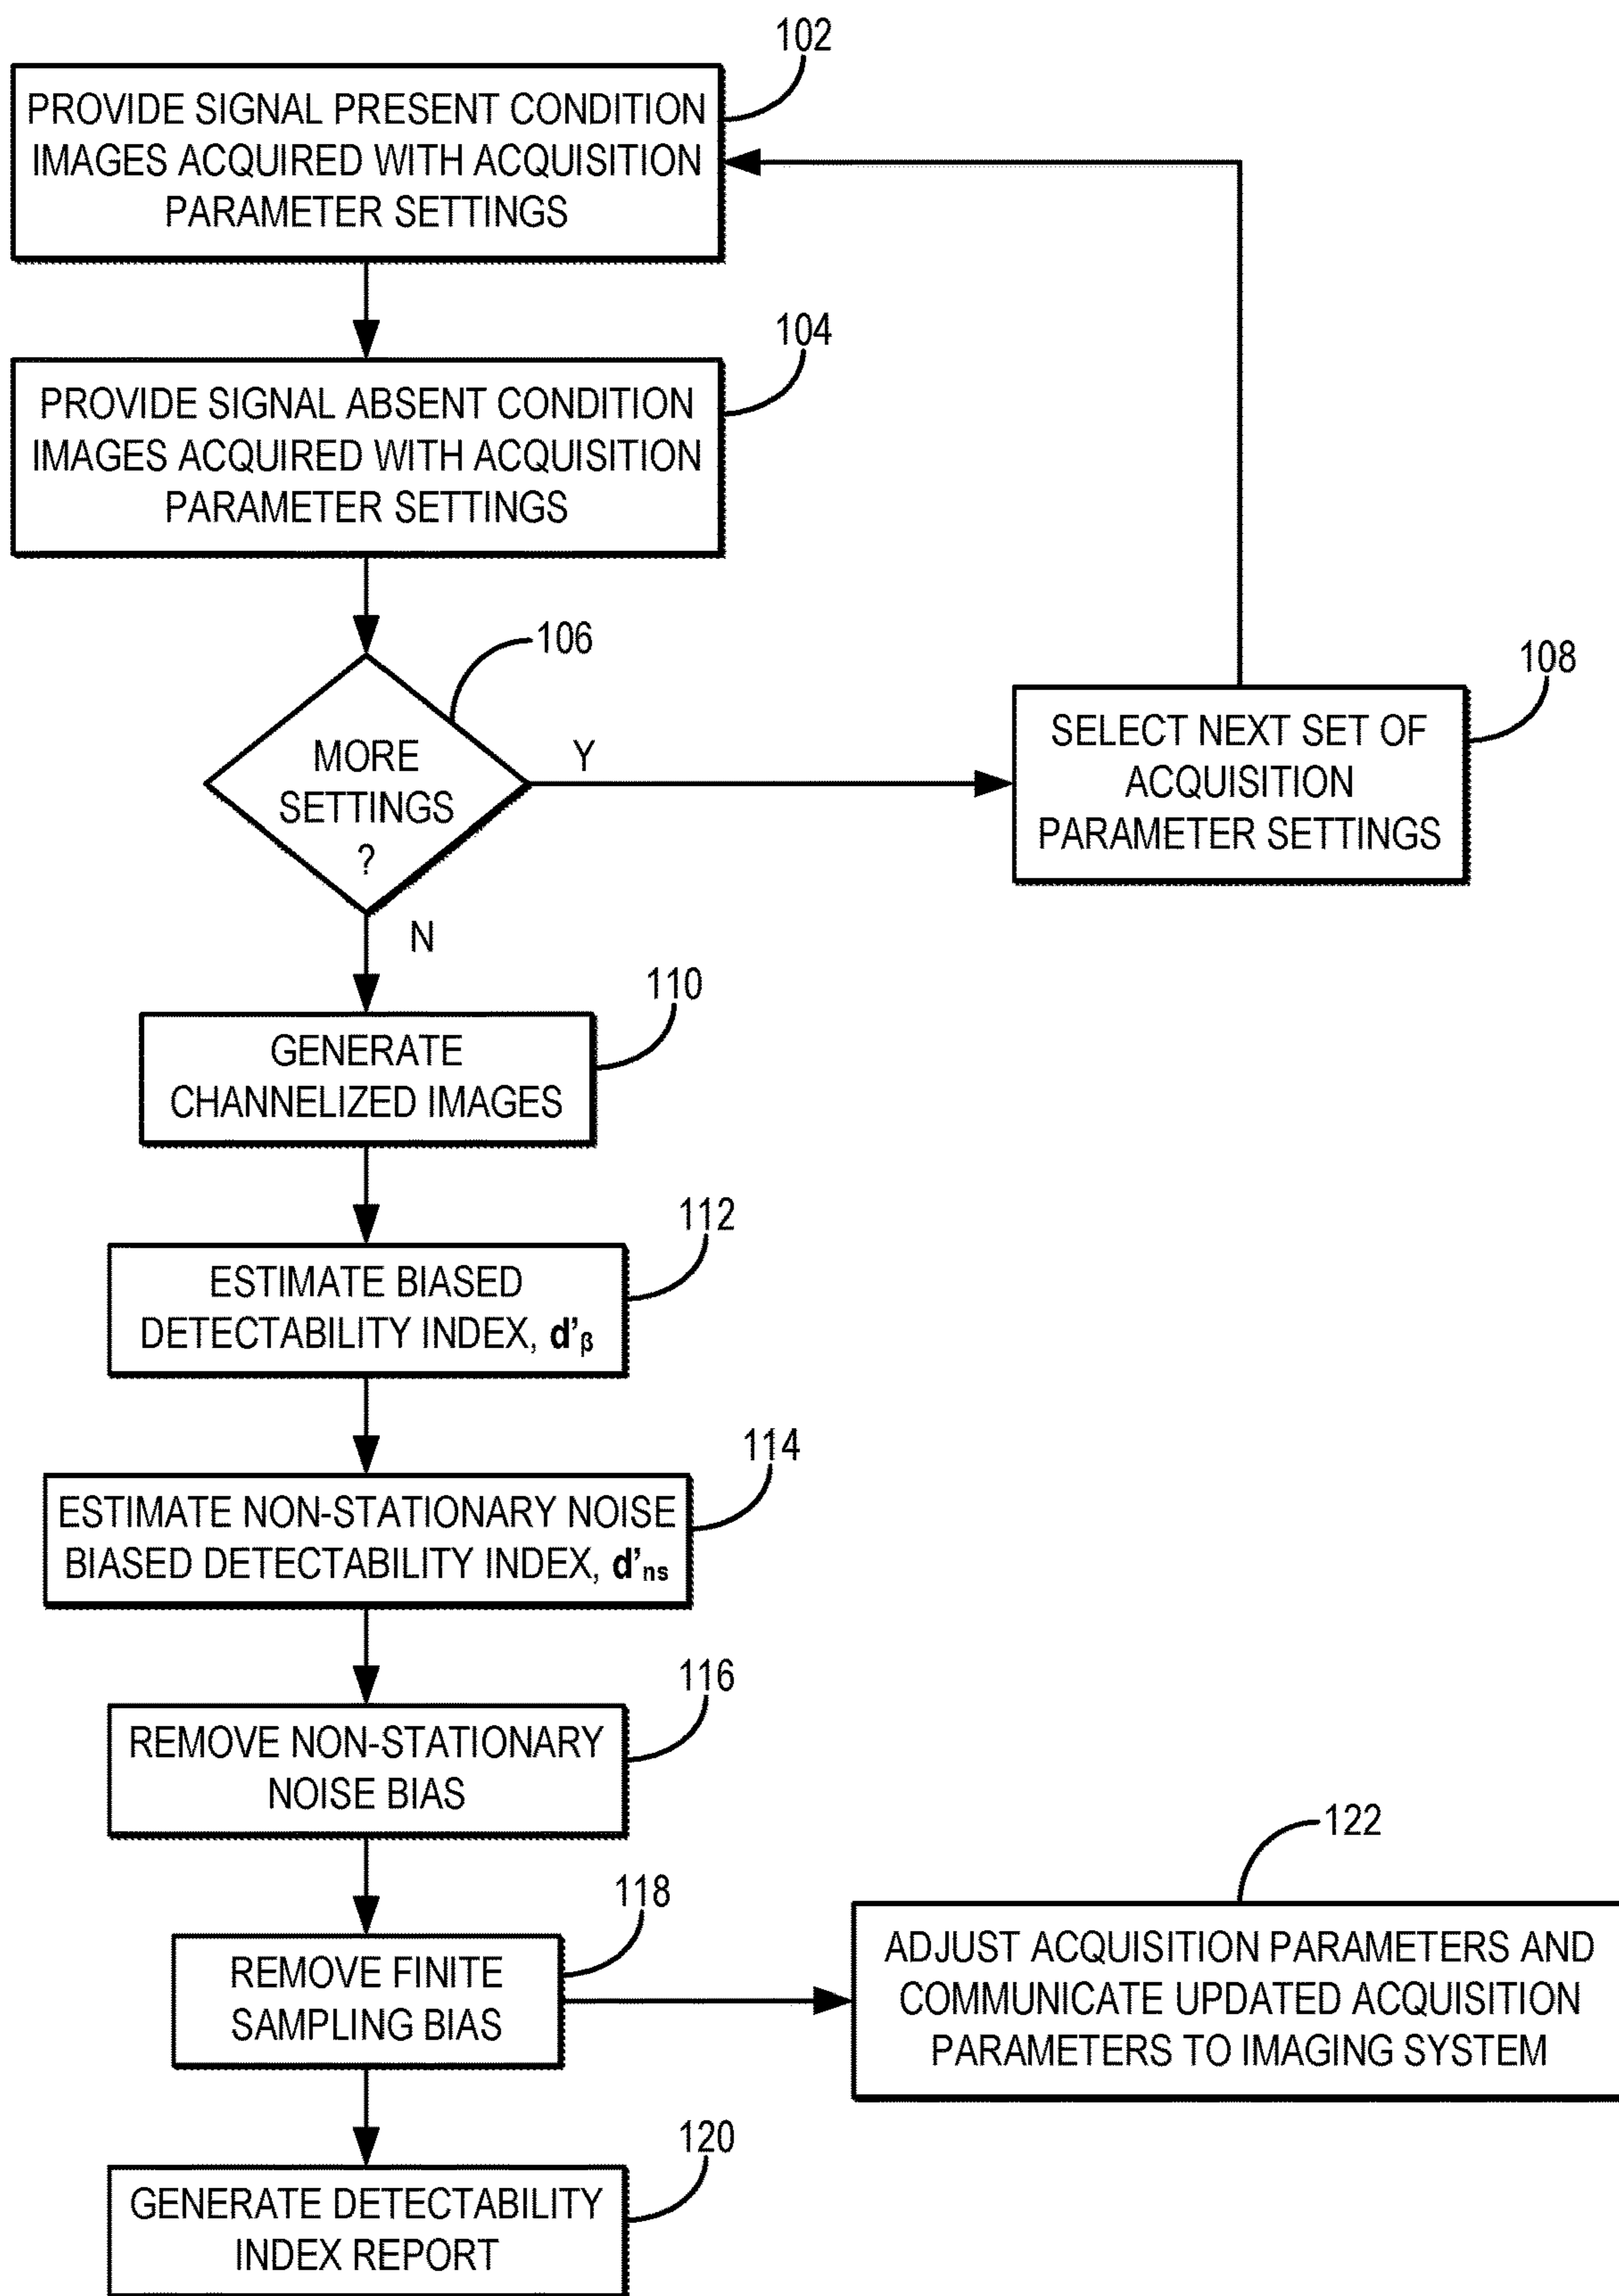 102
PROVIDE SIGNAL PRESENT CONDITION
IMAGES ACQUIRED WITH ACQUISITION
PARAMETER SETTINGS
104
PROVIDE SIGNAL ABSENT CONDITION
IMAGES ACQUIRED WITH ACQUISITION
PARAMETER SETTINGS
106
MORE
SETTINGS
?
Y
N
108
SELECT NEXT SET OF
ACQUISITION
PARAMETER SETTINGS
110
GENERATE
CHANNELIZED IMAGES
112
ESTIMATE BIASED
DETECTABILITY INDEX, d'β
114
ESTIMATE NON-STATIONARY NOISE
BIASED DETECTABILITY INDEX, d'ns
116
REMOVE NON-STATIONARY
NOISE BIAS
118
REMOVE FINITE
SAMPLING BIAS
122
ADJUST ACQUISITION PARAMETERS AND
COMMUNICATE UPDATED ACQUISITION
PARAMETERS TO IMAGING SYSTEM
120
GENERATE DETECTABILITY
INDEX REPORT